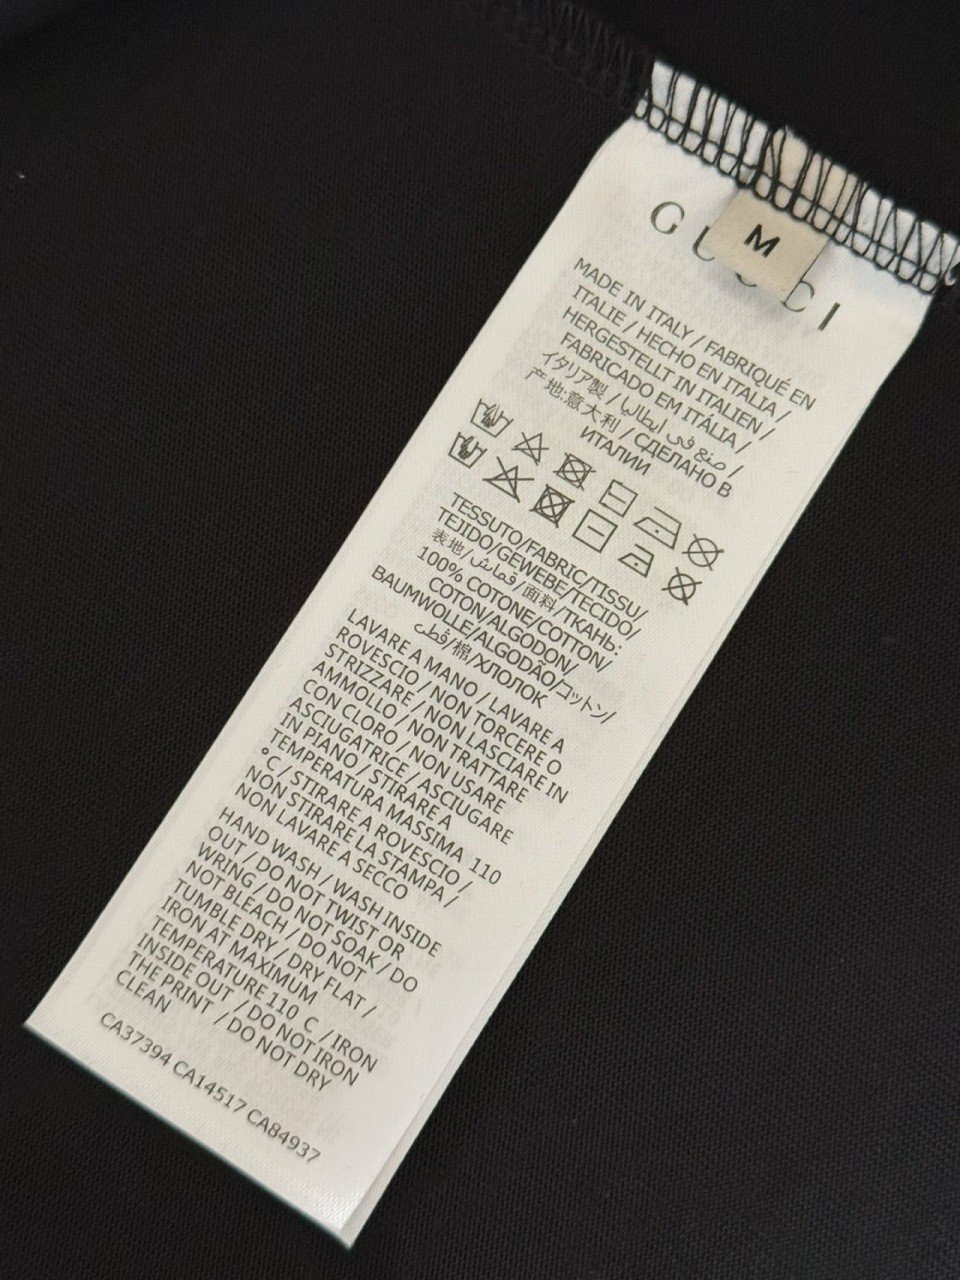 M
GUCCI
MADE IN ITALY / FABRIQUÉ EN
ITALIE / HECHO EN ITALIA /
HERGESTELLT IN ITALIEN /
FABRICADO EM ITÁLIA /
イタリア製 / صنع في إيطاليا /
产地:意大利 / СДЕЛАНО В
ИТАЛИИ
TESSUTO/FABRIC/TISSU/
TEJIDO/GEWEBE/TECIDO/
表地/قماش/面料/ТКАНЬ:
100% COTONE/COTTON/
COTON/ALGODON/
BAUMWOLLE/ALGODÃO/コットン/
قطن/棉/ХЛОПОК
LAVARE A MANO / LAVARE A
ROVESCIO / NON TORCERE O
STRIZZARE / NON LASCIARE IN
AMMOLLO / NON TRATTARE
CON CLORO / NON USARE
ASCIUGATRICE / ASCIUGARE
IN PIANO / STIRARE A
TEMPERATURA MASSIMA 110
°C / STIRARE A ROVESCIO /
NON STIRARE LA STAMPA /
NON LAVARE A SECCO
HAND WASH / WASH INSIDE
OUT / DO NOT TWIST OR
WRING / DO NOT SOAK / DO
NOT BLEACH / DO NOT
TUMBLE DRY / DRY FLAT /
IRON AT MAXIMUM
TEMPERATURE 110 C / IRON
INSIDE OUT / DO NOT IRON
THE PRINT / DO NOT DRY
CLEAN
CA37394 CA14517 CA84937